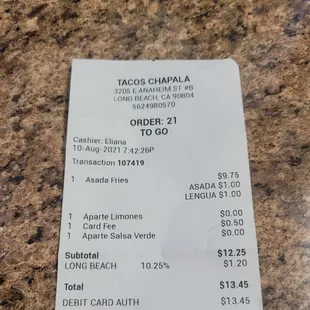 TACOS CHAPALA
3205 E ANAHEIM ST #B
LONG BEACH, CA 90804
5624980570
ORDER: 21
TO GO
Cashier: Eliana
10-Aug-2021 7:42:26P
Transaction 107419
1 Asada Fries $9.75
ASADA $1.00
LENGUA $1.00
1 Aparte Limones $0.00
1 Card Fee $0.50
1 Aparte Salsa Verde $0.00
Subtotal $12.25
LONG BEACH 10.25% $1.20
Total $13.45
DEBIT CARD AUTH $13.45